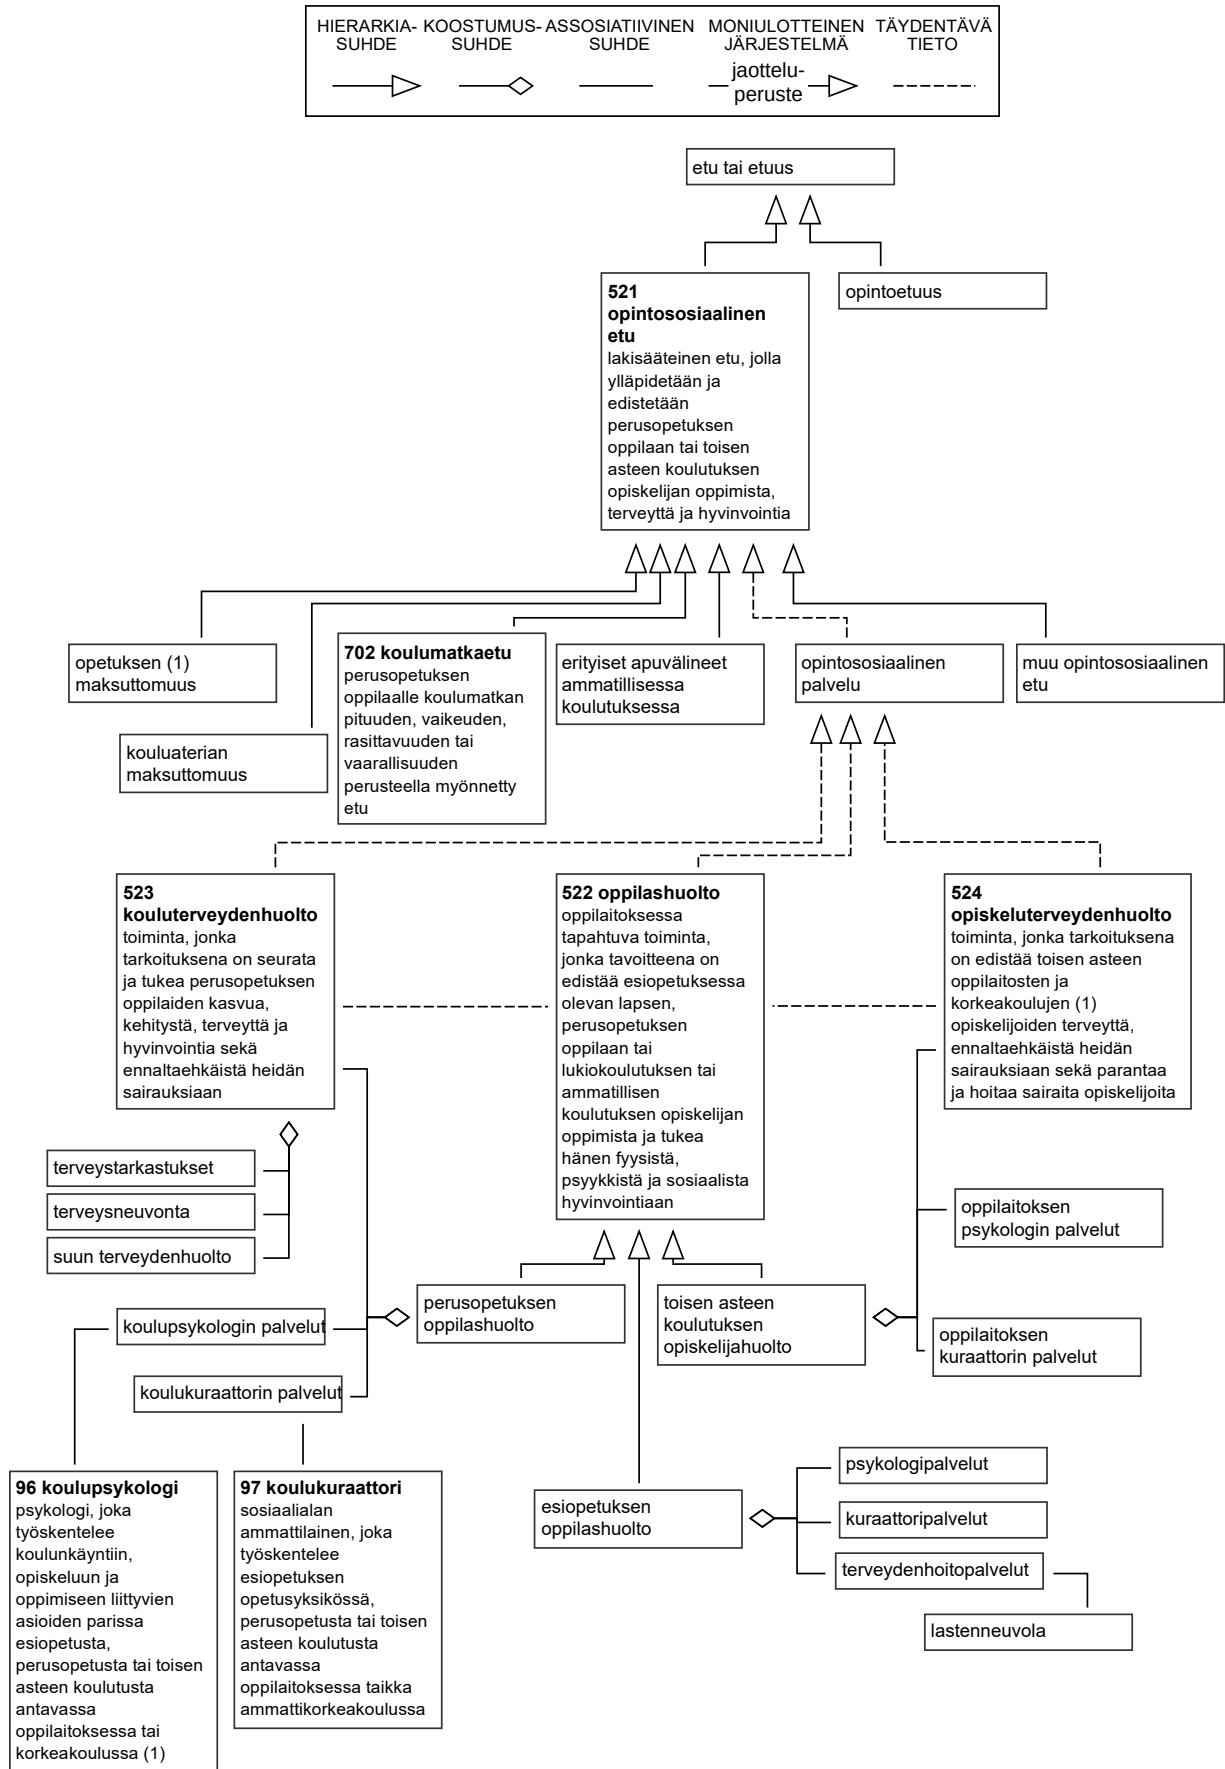 HIERARKIA-
SUHDE
KOOSTUMUS-
SUHDE
ASSOSIATIIVINEN
SUHDE
MONIULOTTEINEN
JÄRJESTELMÄ
jaottelu-
peruste
TÄYDENTÄVÄ
TIETO
etu tai etuus
521
opintososiaalinen
etu
lakisääteinen etu, jolla
ylläpidetään ja
edistetään
perusopetuksen
oppilaan tai toisen
asteen koulutuksen
opiskelijan oppimista,
terveyttä ja hyvinvointia
opintoetuus
opetuksen (1)
maksuttomuus
kouluaterian
maksuttomuus
702 koulumatkaetu
perusopetuksen
oppilaalle koulumatkan
pituuden, vaikeuden,
rasittavuuden tai
vaarallisuuden
perusteella myönnetty
etu
erityiset apuvälineet
ammatillisessa
koulutuksessa
opintososiaalinen
palvelu
muu opintososiaalinen
etu
523
kouluterveydenhuolto
toiminta, jonka
tarkoituksena on seurata
ja tukea perusopetuksen
oppilaiden kasvua,
kehitystä, terveyttä ja
hyvinvointia sekä
ennaltaehkäistä heidän
sairauksiaan
522 oppilashuolto
oppilaitoksessa
tapahtuva toiminta,
jonka tavoitteena on
edistää esiopetuksessa
olevan lapsen,
perusopetuksen
oppilaan tai
lukiokoulutuksen tai
ammatillisen
koulutuksen opiskelijan
oppimista ja tukea
hänen fyysistä,
psyykkistä ja sosiaalista
hyvinvointiaan
524
opiskeluterveydenhuolto
toiminta, jonka tarkoituksena
on edistää toisen asteen
oppilaitosten ja
korkeakoulujen (1)
opiskelijoiden terveyttä,
ennaltaehkäistä heidän
sairauksiaan sekä parantaa
ja hoitaa sairaita opiskelijoita
terveystarkastukset
terveysneuvonta
suun terveydenhuolto
koulupsykologin palvelut
koulukuraattorin palvelut
perusopetuksen
oppilashuolto
toisen asteen
koulutuksen
opiskelijahuolto
oppilaitoksen
psykologin palvelut
oppilaitoksen
kuraattorin palvelut
96 koulupsykologi
psykologi, joka
työskentelee
koulunkäyntiin,
opiskeluun ja
oppimiseen liittyvien
asioiden parissa
esiopetusta,
perusopetusta tai toisen
asteen koulutusta
antavassa
oppilaitoksessa tai
korkeakoulussa (1)
97 koulukuraattori
sosiaalialan
ammattilainen, joka
työskentelee
esiopetuksen
opetusyksikössä,
perusopetusta tai toisen
asteen koulutusta
antavassa
oppilaitoksessa taikka
ammattikorkeakoulussa
esiopetuksen
oppilashuolto
psykologipalvelut
kuraattoripalvelut
terveydenhoitopalvelut
lastenneuvola